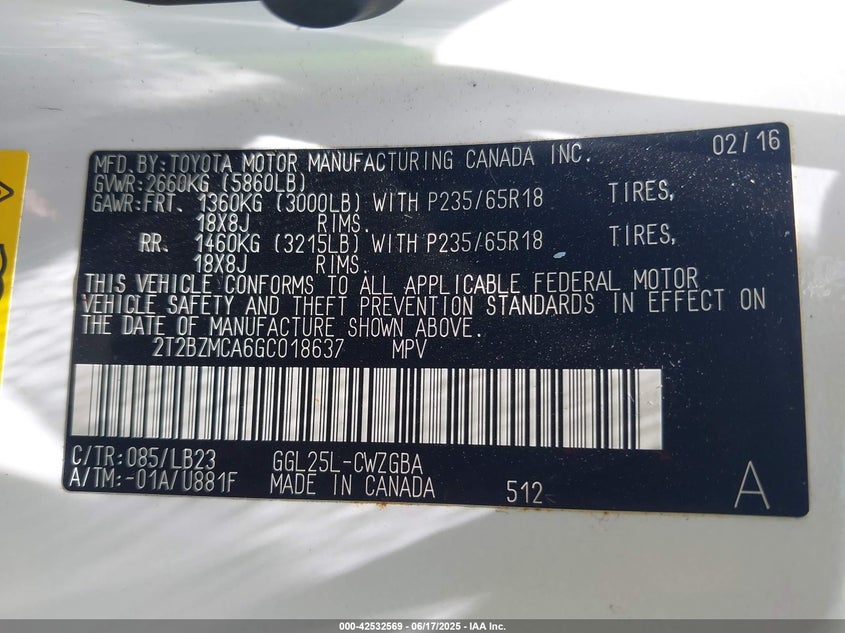 MFD. BY: TOYOTA MOTOR MANUFACTURING CANADA INC. 02/16
GVWR: 2660KG (5860LB)
GAWR: FRT. 1360KG (3000LB) WITH P235/65R18 TIRES,
18X8J RIMS.
RR. 1460KG (3215LB) WITH P235/65R18 TIRES,
18X8J RIMS.
THIS VEHICLE CONFORMS TO ALL APPLICABLE FEDERAL MOTOR
VEHICLE SAFETY AND THEFT PREVENTION STANDARDS IN EFFECT ON
THE DATE OF MANUFACTURE SHOWN ABOVE.
2T2BZMCA6GC018637 MPV
C/TR: 085/LB23 GGL25L-CWZGBA
A/TM: -01A/U881F MADE IN CANADA 512 A
000-42532569 - 06/17/2025 - IAA Inc.